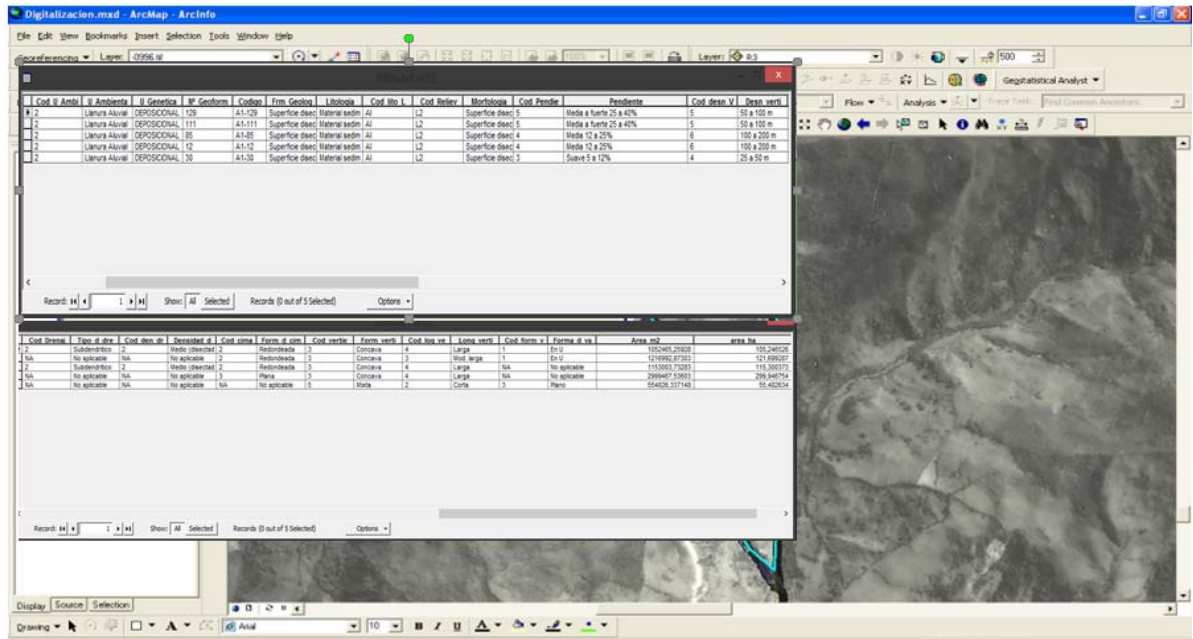 Digitalizacion.mxd - ArcMap - ArcInfo
File Edit View Bookmarks Insert Selection Tools Window Help
Georeferencing Layer: Layer: R3 500
Geostatistical Analyst
Flow Analysis Trace Task: Find Common Ancestors
Cod U Ambi U Ambienta U Genetica Nº Geoform Codigo Frm Geolog Litologia Cod lito L Cod Reliev Morfologia Cod Pendie Pendiente Cod desn V Desn verti
2 Llanura Aluvial DEPOSICIONAL 129 A1-129 Superficie disec Material sedim Al L2 Superficie disec 5 Media a fuerte 25 a 40% 5 50 a 100 m
2 Llanura Aluvial DEPOSICIONAL 111 A1-111 Superficie disec Material sedim Al L2 Superficie disec 5 Media a fuerte 25 a 40% 5 50 a 100 m
2 Llanura Aluvial DEPOSICIONAL 85 A1-85 Superficie disec Material sedim Al L2 Superficie disec 4 Media 12 a 25% 6 100 a 200 m
2 Llanura Aluvial DEPOSICIONAL 12 A1-12 Superficie disec Material sedim Al L2 Superficie disec 4 Media 12 a 25% 6 100 a 200 m
2 Llanura Aluvial DEPOSICIONAL 30 A1-30 Superficie disec Material sedim Al L2 Superficie disec 3 Suave 5 a 12% 4 25 a 50 m
Record: 1 Show: All Selected Records (0 out of 5 Selected) Options
Cod Drenai Tipo d dre Cod den dr Densidad d Cod cima Form d cim Cod vertie Form verti Cod log ve Long verti Cod form v Forma d va Area m2 area ha
2 Subdendritico 2 Medio (disectad 2 Redondeada 3 Concava 4 Larga 1 En U 1052465,25928 105,246526
NA No aplicable NA No aplicable 2 Redondeada 3 Concava 3 Mod. larga 1 En U 1216992,87303 121,699287
2 Subdendritico 2 Medio (disectad 2 Redondeada 3 Concava 4 Larga NA No aplicable 1153003,73283 115,300373
NA No aplicable NA No aplicable 3 Plana 3 Concava 4 Larga NA No aplicable 2999467,53603 299,946754
NA No aplicable NA No aplicable NA No aplicable 5 Mixta 2 Corta 3 Plano 554826,337148 55,482634
Record: 1 Show: All Selected Records (0 out of 5 Selected) Options
Display Source Selection
Drawing A Arial 10 B I U A